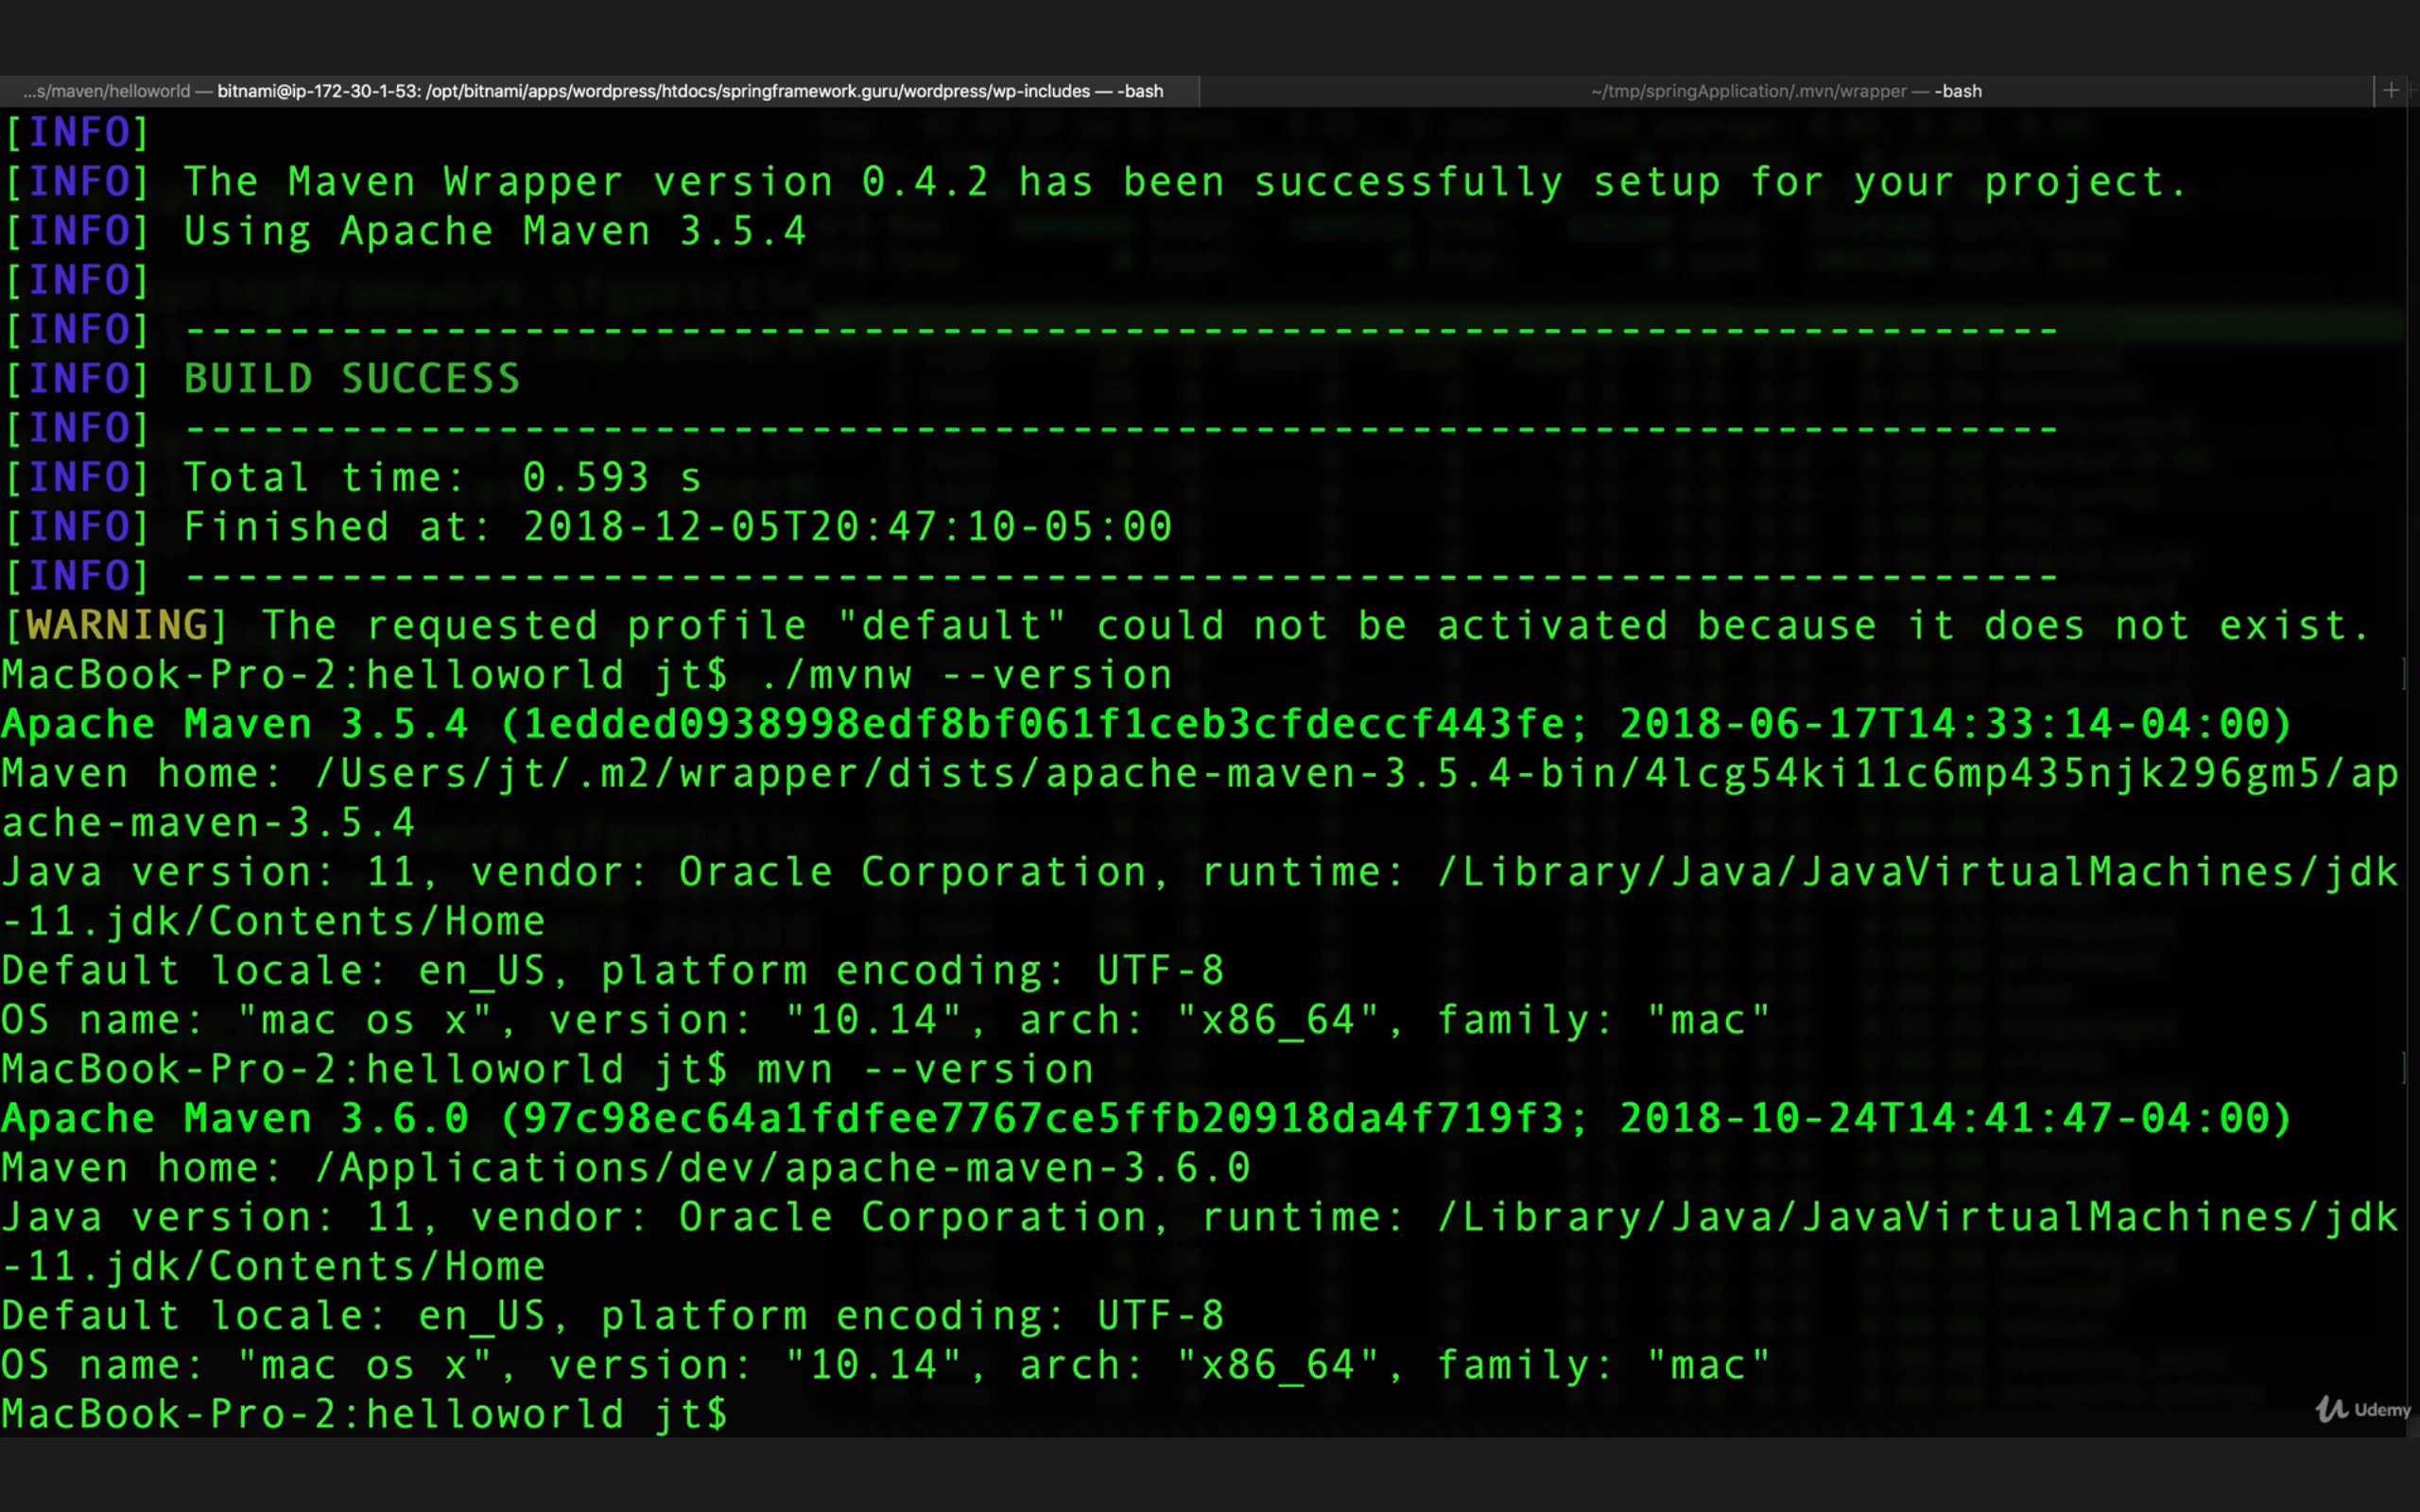 ...s/maven/helloworld — bitnami@ip-172-30-1-53: /opt/bitnami/apps/wordpress/htdocs/springframework.guru/wordpress/wp-includes — -bash
~/tmp/springApplication/.mvn/wrapper — -bash
[INFO]
[INFO] The Maven Wrapper version 0.4.2 has been successfully setup for your project.
[INFO] Using Apache Maven 3.5.4
[INFO]
[INFO] ------------------------------------------------------------------------
[INFO] BUILD SUCCESS
[INFO] ------------------------------------------------------------------------
[INFO] Total time:  0.593 s
[INFO] Finished at: 2018-12-05T20:47:10-05:00
[INFO] ------------------------------------------------------------------------
[WARNING] The requested profile "default" could not be activated because it does not exist.
MacBook-Pro-2:helloworld jt$ ./mvnw --version
Apache Maven 3.5.4 (1edded0938998edf8bf061f1ceb3cfdeccf443fe; 2018-06-17T14:33:14-04:00)
Maven home: /Users/jt/.m2/wrapper/dists/apache-maven-3.5.4-bin/4lcg54ki11c6mp435njk296gm5/ap
ache-maven-3.5.4
Java version: 11, vendor: Oracle Corporation, runtime: /Library/Java/JavaVirtualMachines/jdk
-11.jdk/Contents/Home
Default locale: en_US, platform encoding: UTF-8
OS name: "mac os x", version: "10.14", arch: "x86_64", family: "mac"
MacBook-Pro-2:helloworld jt$ mvn --version
Apache Maven 3.6.0 (97c98ec64a1fdfee7767ce5ffb20918da4f719f3; 2018-10-24T14:41:47-04:00)
Maven home: /Applications/dev/apache-maven-3.6.0
Java version: 11, vendor: Oracle Corporation, runtime: /Library/Java/JavaVirtualMachines/jdk
-11.jdk/Contents/Home
Default locale: en_US, platform encoding: UTF-8
OS name: "mac os x", version: "10.14", arch: "x86_64", family: "mac"
MacBook-Pro-2:helloworld jt$
Udemy